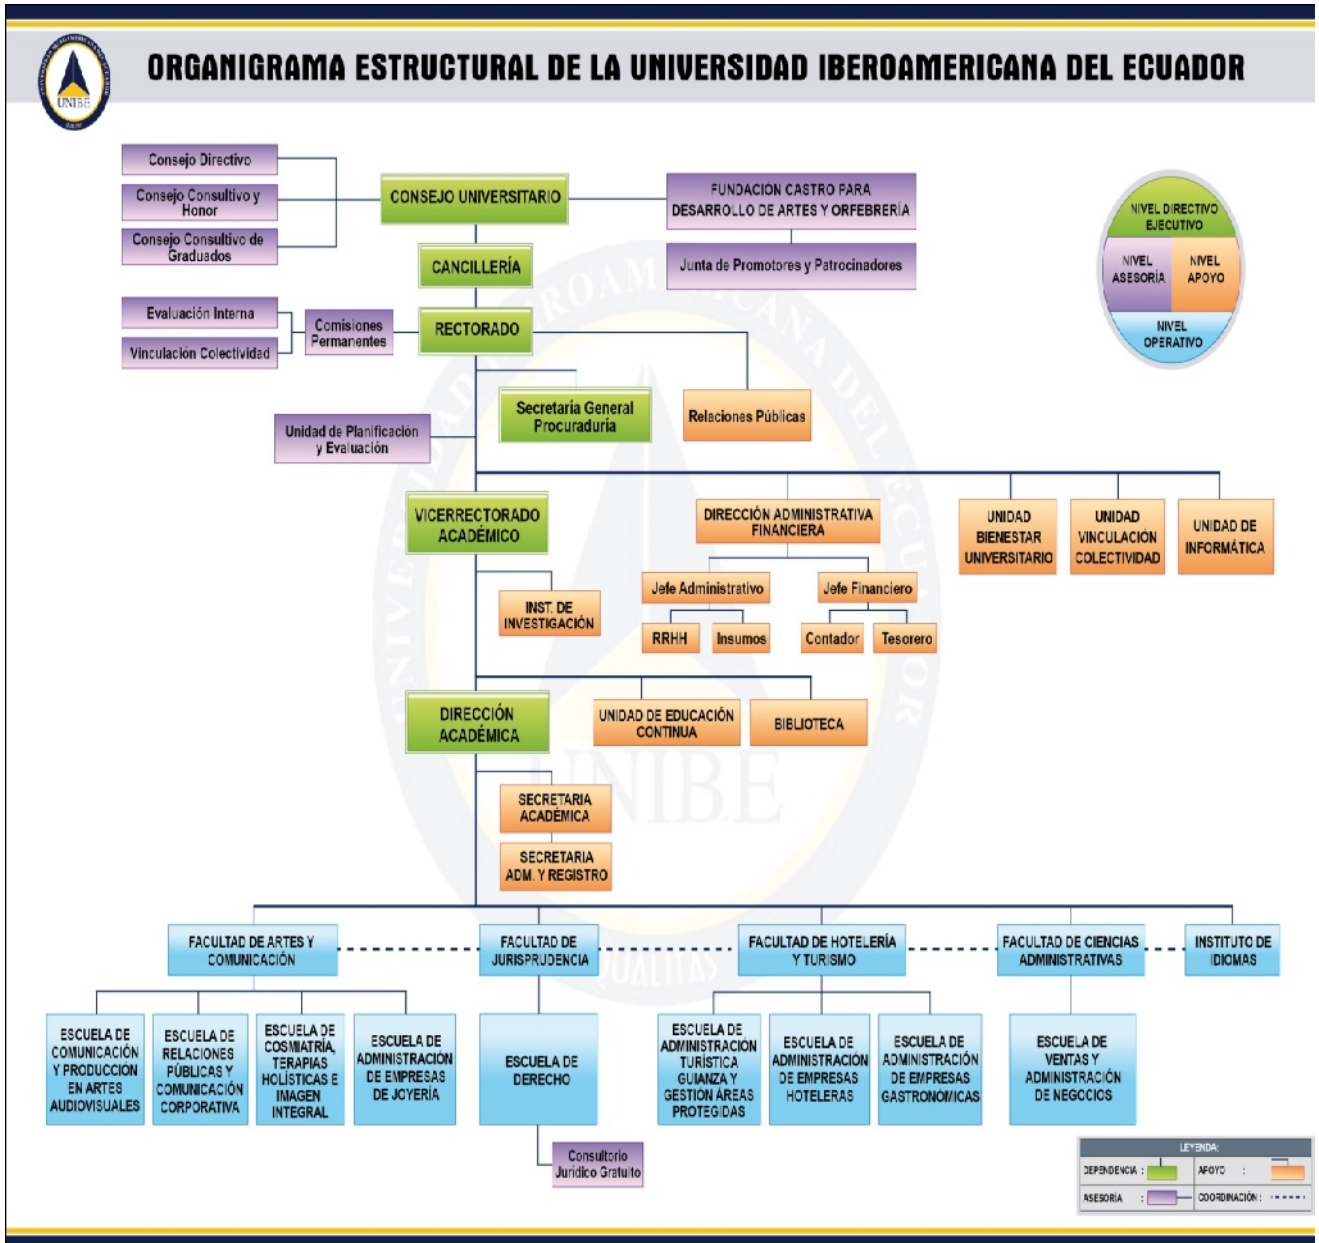 ORGANIGRAMA ESTRUCTURAL DE LA UNIVERSIDAD IBEROAMERICANA DEL ECUADOR
UNIBE
Consejo Directivo
Consejo Consultivo y
Honor
Consejo Consultivo de
Graduados
CONSEJO UNIVERSITARIO
FUNDACIÓN CASTRO PARA
DESARROLLO DE ARTES Y ORFEBRERÍA
Junta de Promotores y Patrocinadores
NIVEL DIRECTIVO
EJECUTIVO
NIVEL
ASESORÍA
NIVEL
APOYO
NIVEL
OPERATIVO
CANCILLERÍA
Evaluación Interna
Vinculación Colectividad
Comisiones
Permanentes
RECTORADO
Secretaría General
Procuraduría
Relaciones Públicas
Unidad de Planificación
y Evaluación
VICERRECTORADO
ACADÉMICO
DIRECCIÓN ADMINISTRATIVA
FINANCIERA
UNIDAD
BIENESTAR
UNIVERSITARIO
UNIDAD
VINCULACIÓN
COLECTIVIDAD
UNIDAD DE
INFORMÁTICA
Jefe Administrativo
Jefe Financiero
INST. DE
INVESTIGACIÓN
RRHH
Insumos
Contador
Tesorero
DIRECCIÓN
ACADÉMICA
UNIDAD DE EDUCACIÓN
CONTINUA
BIBLIOTECA
SECRETARIA
ACADÉMICA
SECRETARIA
ADM. Y REGISTRO
FACULTAD DE ARTES Y
COMUNICACIÓN
FACULTAD DE
JURISPRUDENCIA
FACULTAD DE HOTELERÍA
Y TURISMO
FACULTAD DE CIENCIAS
ADMINISTRATIVAS
INSTITUTO DE
IDIOMAS
ESCUELA DE
COMUNICACIÓN
Y PRODUCCIÓN
EN ARTES
AUDIOVISUALES
ESCUELA DE
RELACIONES
PÚBLICAS Y
COMUNICACIÓN
CORPORATIVA
ESCUELA DE
COSMIATRÍA,
TERAPIAS
HOLÍSTICAS E
IMAGEN
INTEGRAL
ESCUELA DE
ADMINISTRACIÓN
DE EMPRESAS
DE JOYERÍA
ESCUELA DE
DERECHO
ESCUELA DE
ADMINISTRACIÓN
TURÍSTICA
GUIANZA Y
GESTIÓN ÁREAS
PROTEGIDAS
ESCUELA DE
ADMINISTRACIÓN
DE EMPRESAS
HOTELERAS
ESCUELA DE
ADMINISTRACIÓN
DE EMPRESAS
GASTRONÓMICAS
ESCUELA DE
VENTAS Y
ADMINISTRACIÓN
DE NEGOCIOS
Consultorio
Jurídico Gratuito
LEYENDA:
DEPENDENCIA :
APOYO :
ASESORÍA :
COORDINACIÓN :
UNIVERSIDAD IBEROAMERICANA DEL ECUADOR
UNIBE
QUALITAS